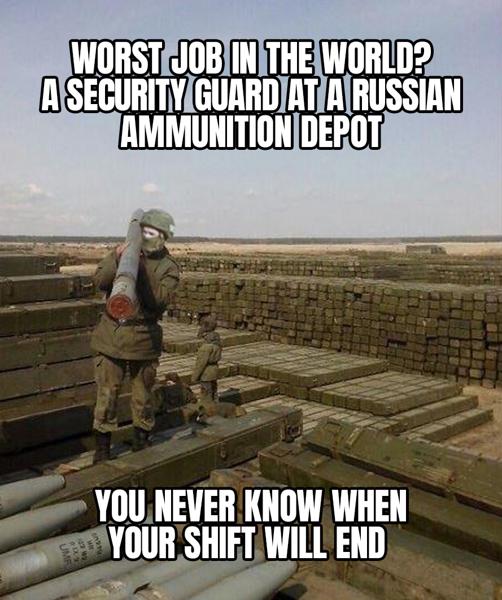 WORST JOB IN THE WORLD?
A SECURITY GUARD AT A RUSSIAN
AMMUNITION DEPOT
YOU NEVER KNOW WHEN
YOUR SHIFT WILL END